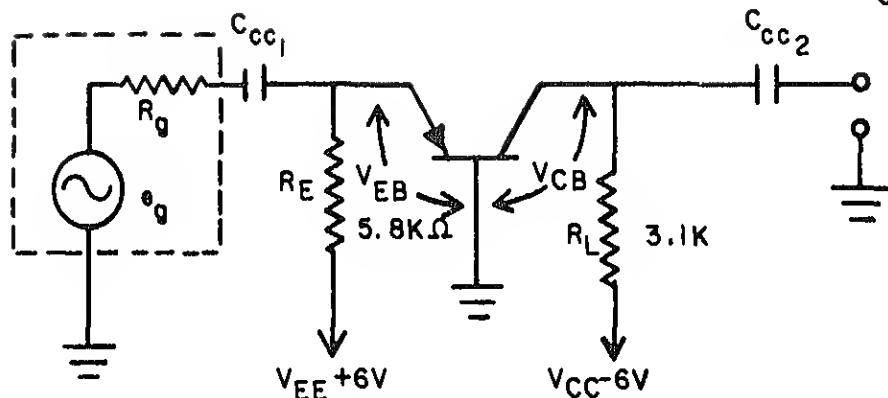 Ccc1
Ccc2
Rg
eg
RE
VEB
5.8KΩ
VCB
RL
3.1K
VEE +6V
VCC-6V